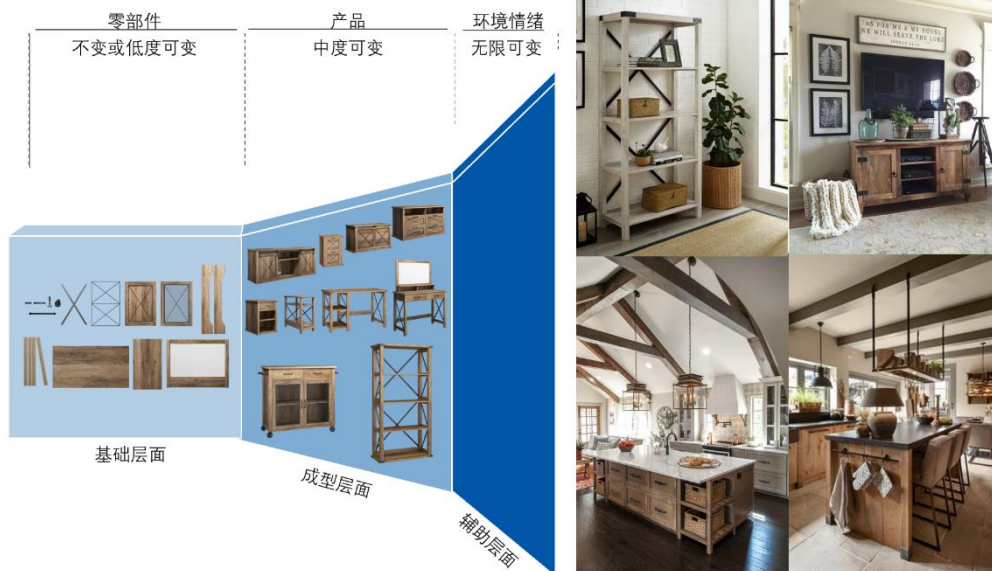 零部件
产品
环境情绪
不变或低度可变
中度可变
无限可变
基础层面
成型层面
辅助层面
"AS FOR ME & MY HOUSE,
WE WILL SERVE THE LORD